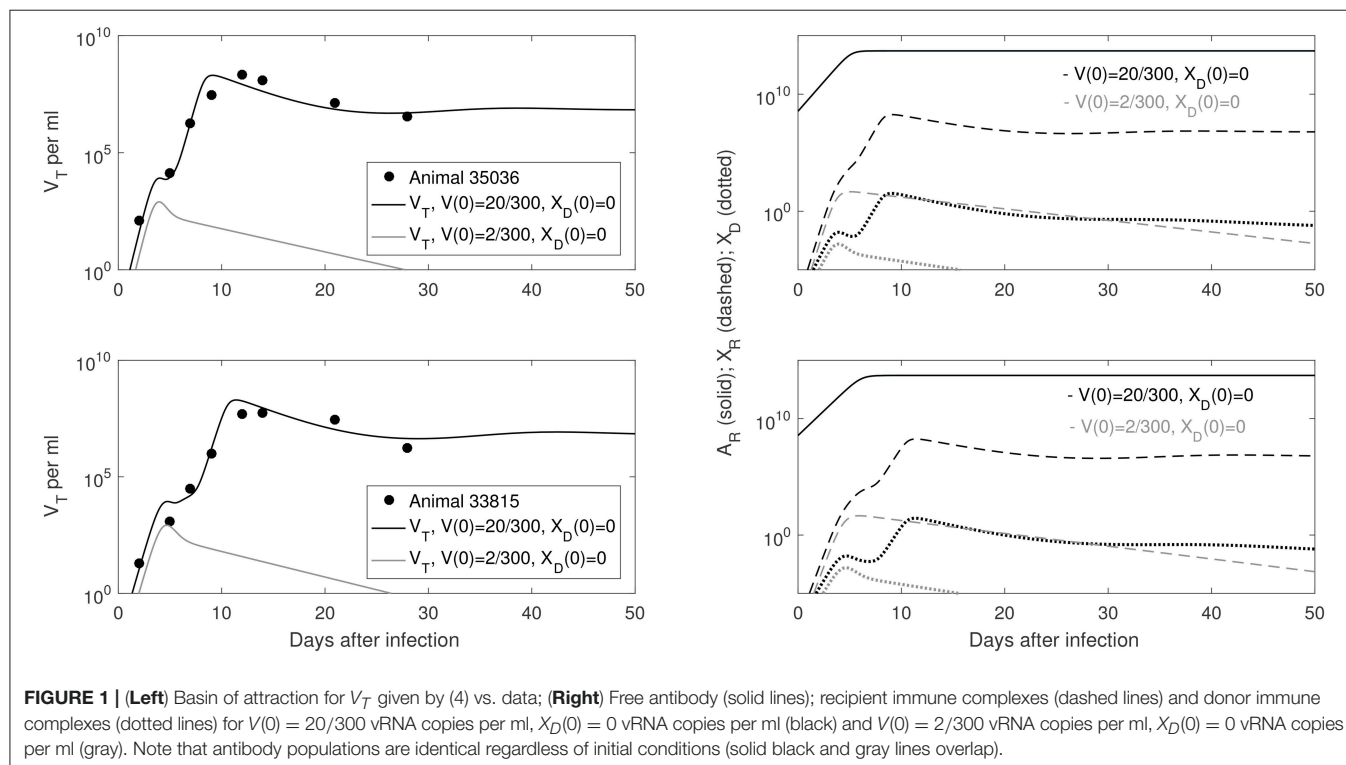 10^10
10^5
10^0
V_T per ml
0 10 20 30 40 50
Animal 35036
V_T, V(0)=20/300, X_D(0)=0
V_T, V(0)=2/300, X_D(0)=0
10^10
10^5
10^0
V_T per ml
0 10 20 30 40 50
Days after infection
Animal 33815
V_T, V(0)=20/300, X_D(0)=0
V_T, V(0)=2/300, X_D(0)=0
A_R (solid); X_R (dashed); X_D (dotted)
10^10
10^0
0 10 20 30 40 50
- V(0)=20/300, X_D(0)=0
- V(0)=2/300, X_D(0)=0
10^10
10^0
0 10 20 30 40 50
Days after infection
- V(0)=20/300, X_D(0)=0
- V(0)=2/300, X_D(0)=0
FIGURE 1 | (Left) Basin of attraction for V_T given by (4) vs. data; (Right) Free antibody (solid lines); recipient immune complexes (dashed lines) and donor immune
complexes (dotted lines) for V(0) = 20/300 vRNA copies per ml, X_D(0) = 0 vRNA copies per ml (black) and V(0) = 2/300 vRNA copies per ml, X_D(0) = 0 vRNA copies
per ml (gray). Note that antibody populations are identical regardless of initial conditions (solid black and gray lines overlap).